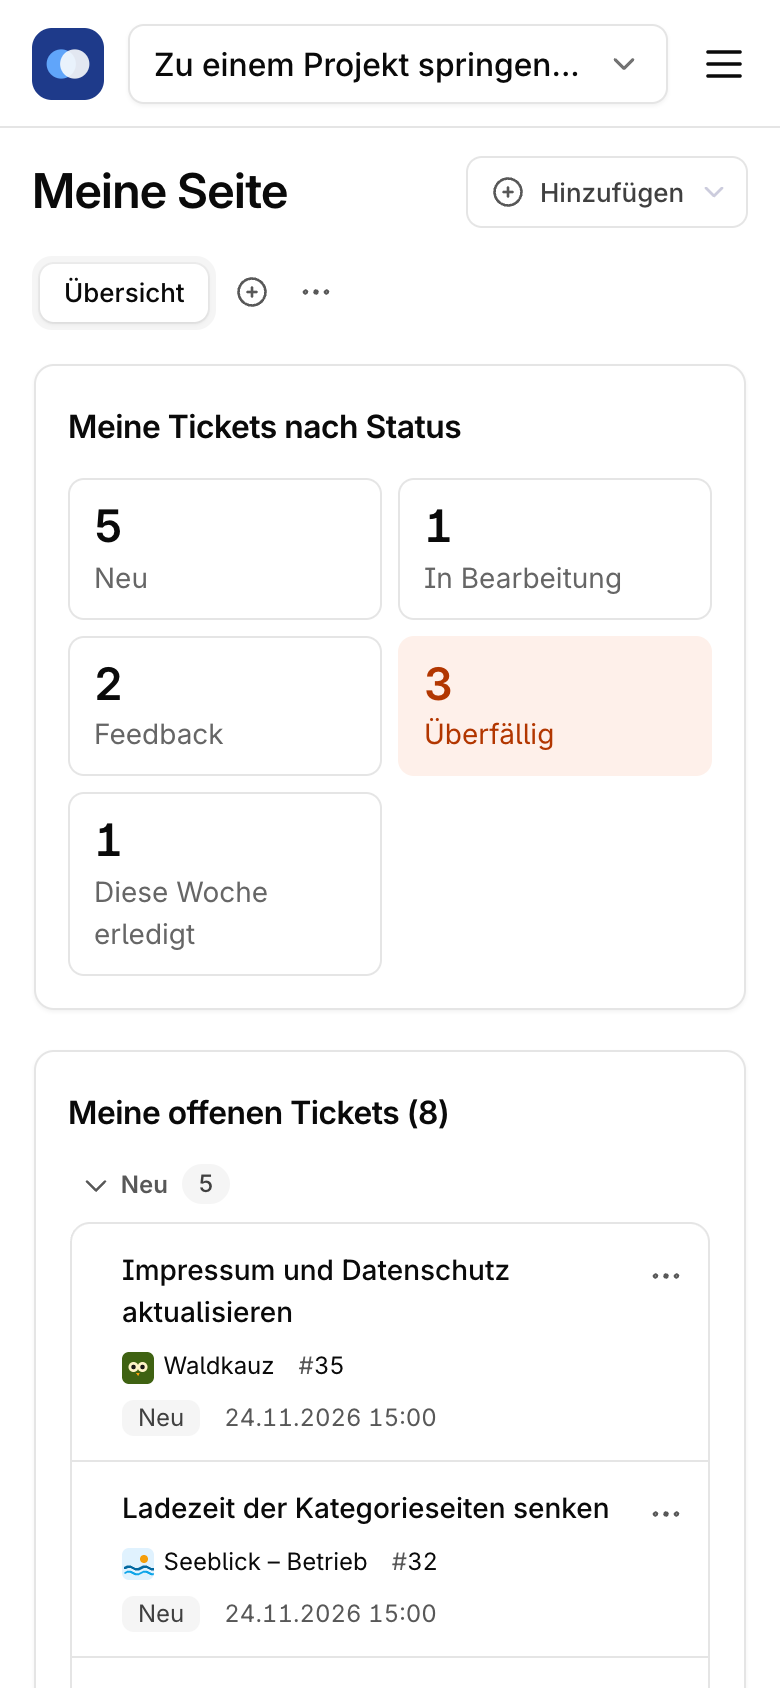 Zu einem Projekt springen...
Meine Seite
Hinzufügen
Übersicht
Meine Tickets nach Status
5
Neu
1
In Bearbeitung
2
Feedback
3
Überfällig
1
Diese Woche
erledigt
Meine offenen Tickets (8)
Neu 5
Impressum und Datenschutz
aktualisieren
Waldkauz #35
Neu 24.11.2026 15:00
Ladezeit der Kategorieseiten senken
Seeblick – Betrieb #32
Neu 24.11.2026 15:00